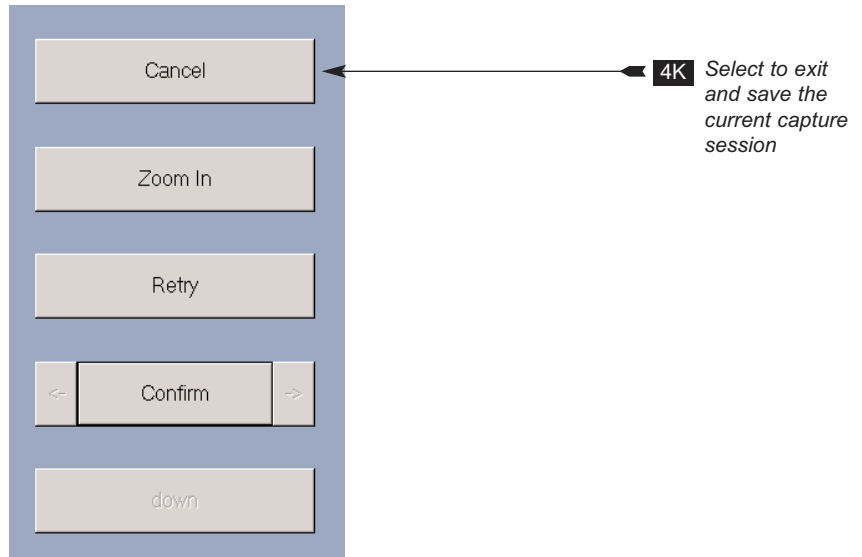 Cancel
4K Select to exit
and save the
current capture
session
Zoom In
Retry
<- Confirm ->
down